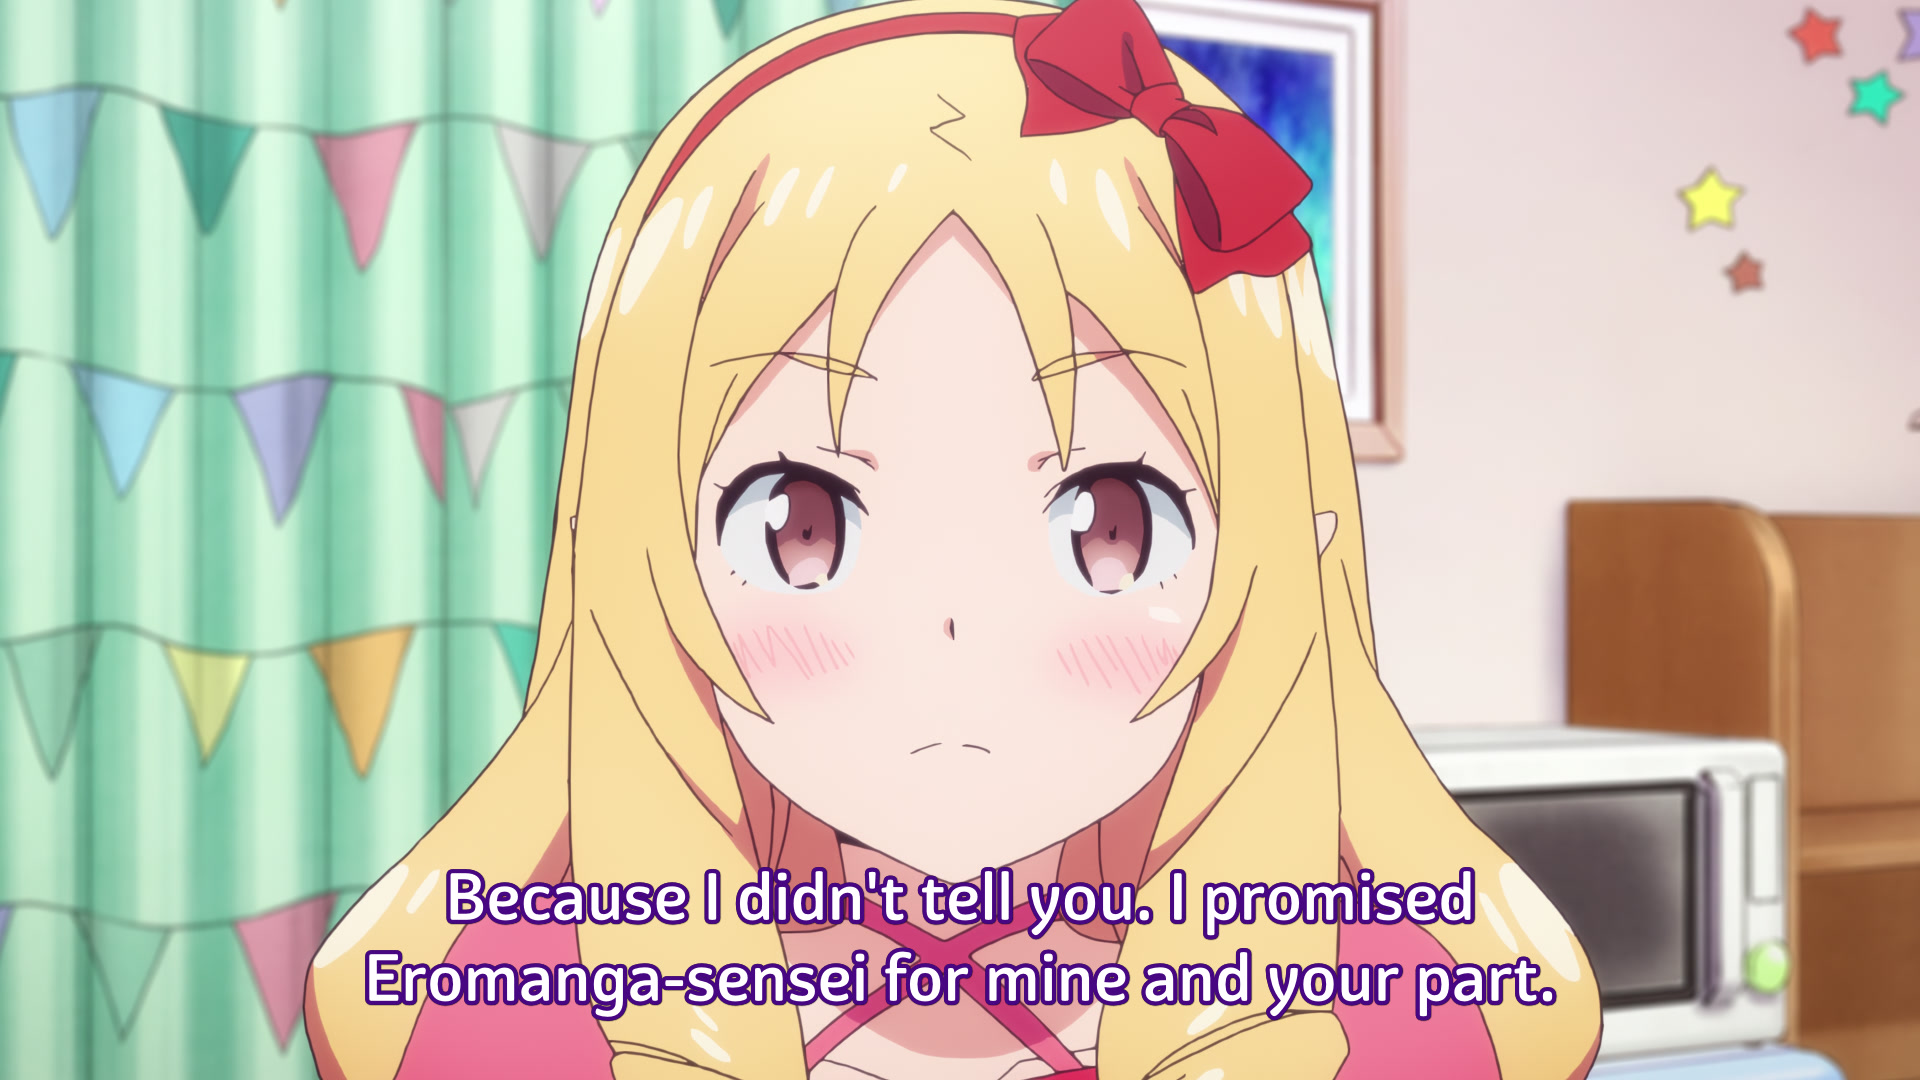 Because I didn't tell you. I promised
Eromanga-sensei for mine and your part.